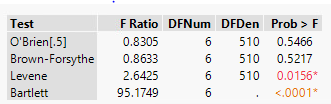 Test F Ratio DFNum DFDen Prob > F
O'Brien[.5] 0.8305 6 510 0.5466
Brown-Forsythe 0.8633 6 510 0.5217
Levene 2.6425 6 510 0.0156*
Bartlett 95.1749 6 . <.0001*